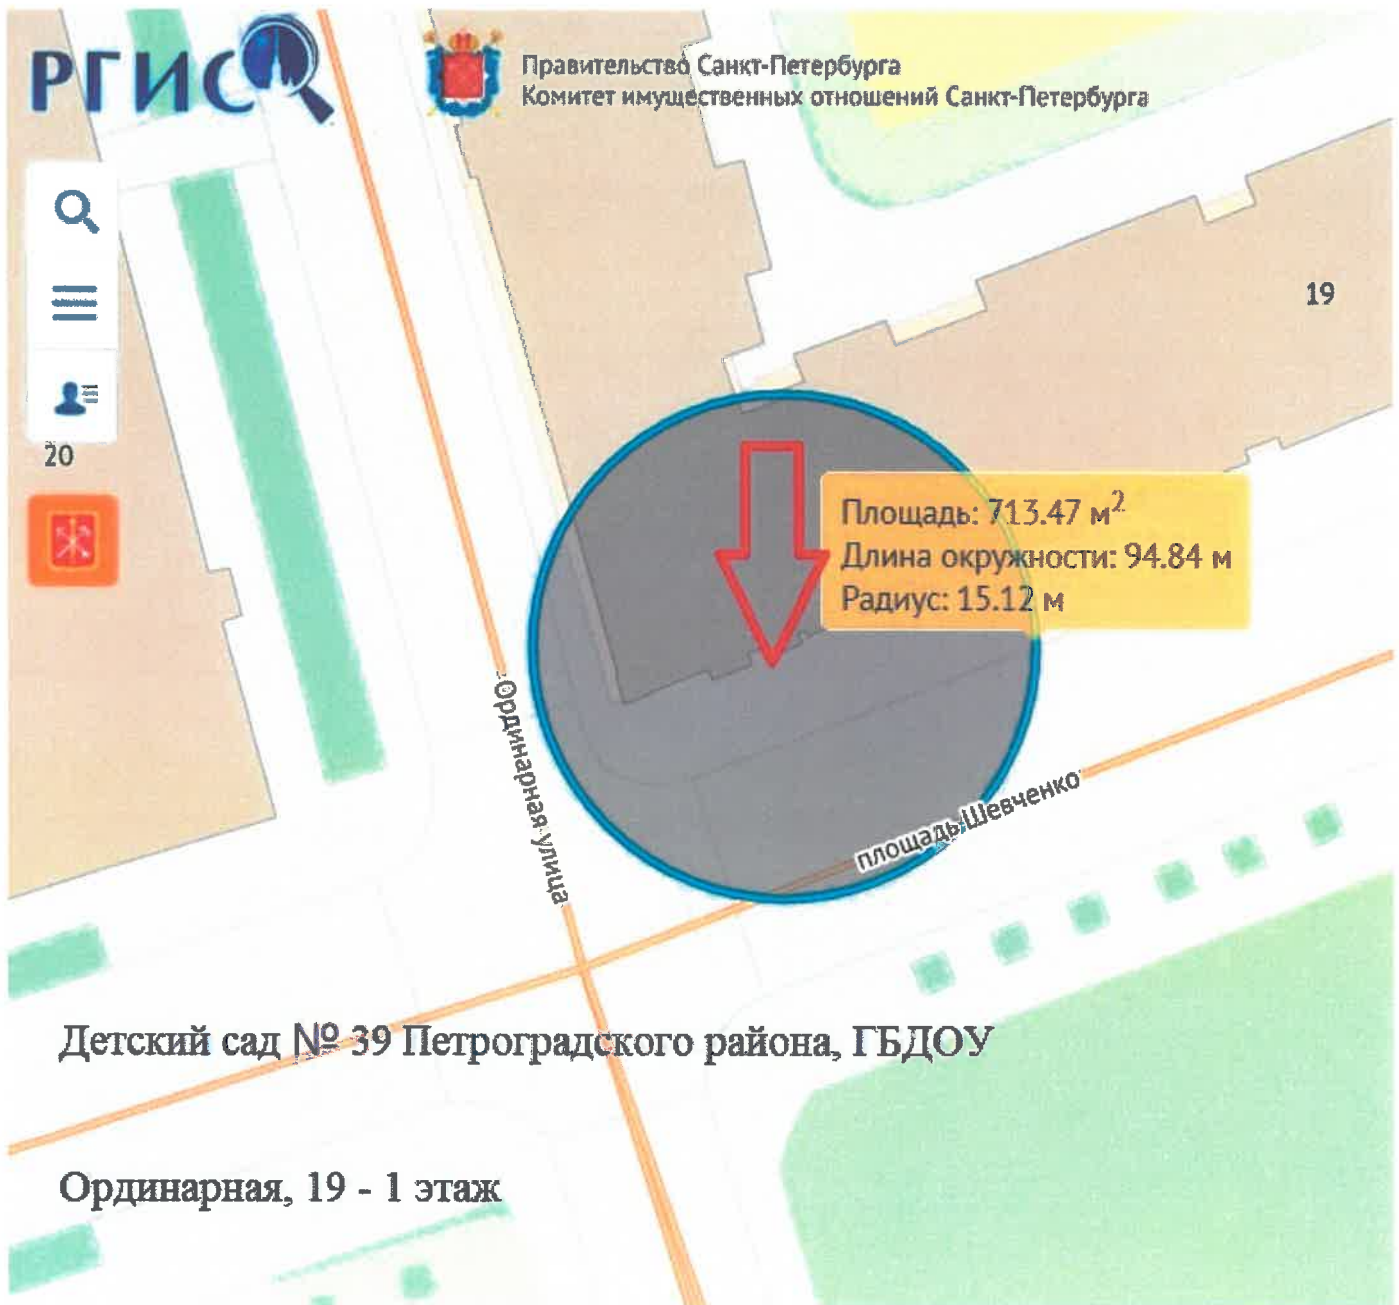 РГИС
Правительство Санкт-Петербурга
Комитет имущественных отношений Санкт-Петербурга
19
20
Площадь: 713.47 м²
Длина окружности: 94.84 м
Радиус: 15.12 м
Ординарная улица
площадь Шевченко
Детский сад № 39 Петроградского района, ГБДОУ
Ординарная, 19 - 1 этаж